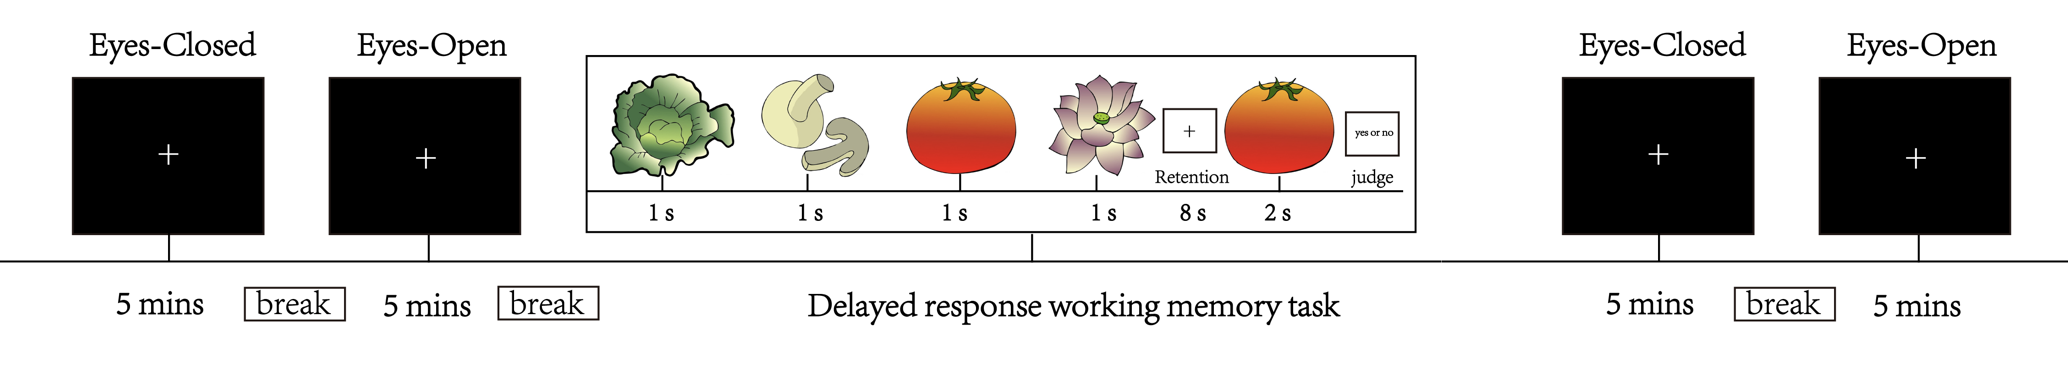 Eyes-Closed
Eyes-Open
yes or no
Retention
judge
1 s
1 s
1 s
1 s
8 s
2 s
Eyes-Closed
Eyes-Open
5 mins
break
5 mins
break
Delayed response working memory task
5 mins
break
5 mins